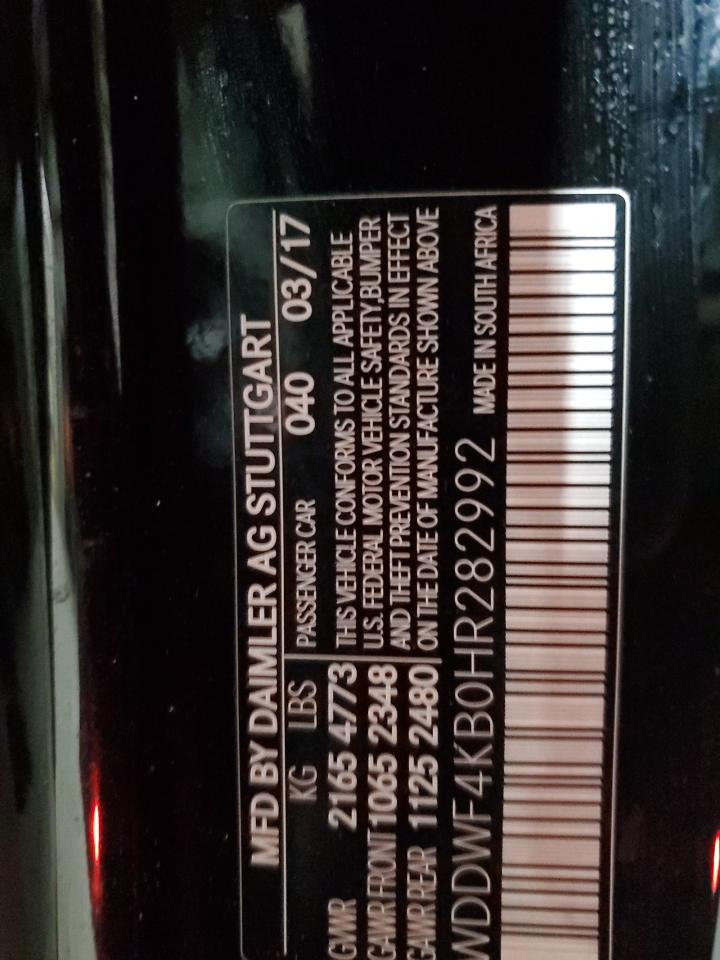 MFD BY DAIMLER AG STUTTGART
KG LBS PASSENGER CAR 040 03/17
GVWR 2165 4773 THIS VEHICLE CONFORMS TO ALL APPLICABLE
GAWR FRONT 1065 2348 U.S. FEDERAL MOTOR VEHICLE SAFETY, BUMPER
GAWR REAR 1125 2480 AND THEFT PREVENTION STANDARDS IN EFFECT
ON THE DATE OF MANUFACTURE SHOWN ABOVE
WDDWF4KB0HR282992 MADE IN SOUTH AFRICA